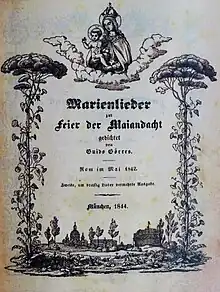 Marienlieder
zur
Feier der Maiandacht
gedichtet
von
Guido Görres.
Rom im Mai 1842.
Zweite, um dreißig Lieder vermehrte Ausgabe.
München, 1844.